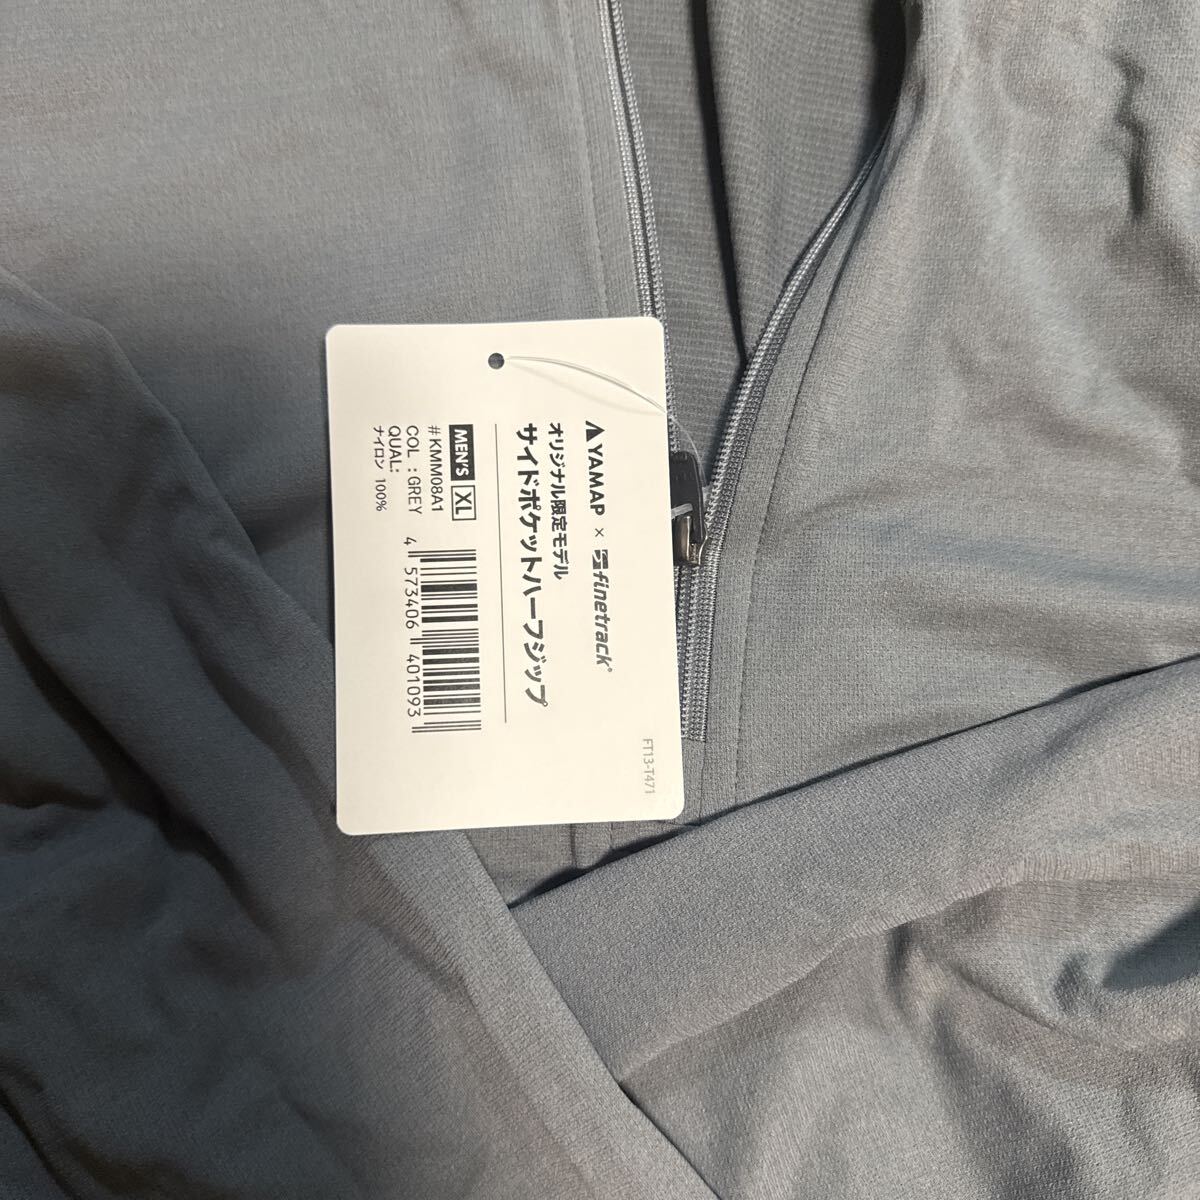 YAMAP × finetrack®
オリジナル限定モデル
サイドポケットハーフジップ
MEN'S XL
#KMM08A1
COL : GREY
QUAL:
ナイロン 100%
4 573406 401093
FT13-T471